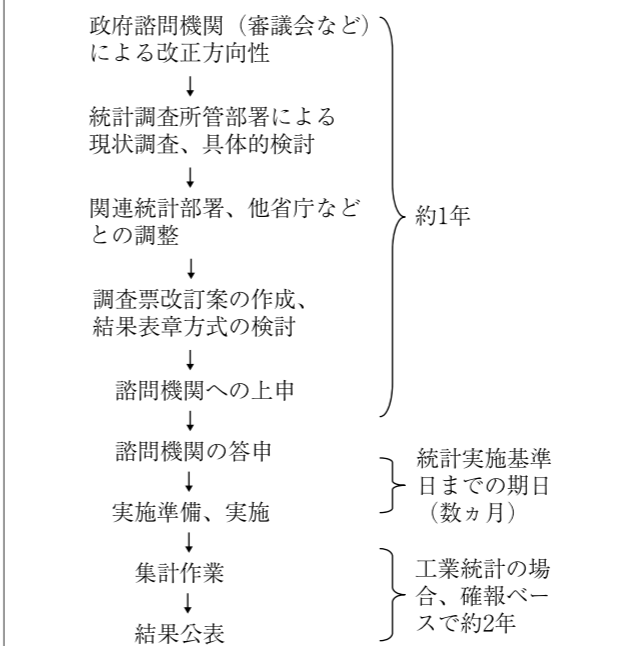 政府諮問機関（審議会など）
による改正方向性
↓
統計調査所管部署による
現状調査、具体的検討
↓
関連統計部署、他省庁など
との調整
↓
調査票改訂案の作成、
結果表章方式の検討
↓
諮問機関への上申
約1年
↓
諮問機関の答申
↓
実施準備、実施
統計実施基準
日までの期日
（数ヵ月）
↓
集計作業
↓
結果公表
工業統計の場
合、確報ベー
スで約2年